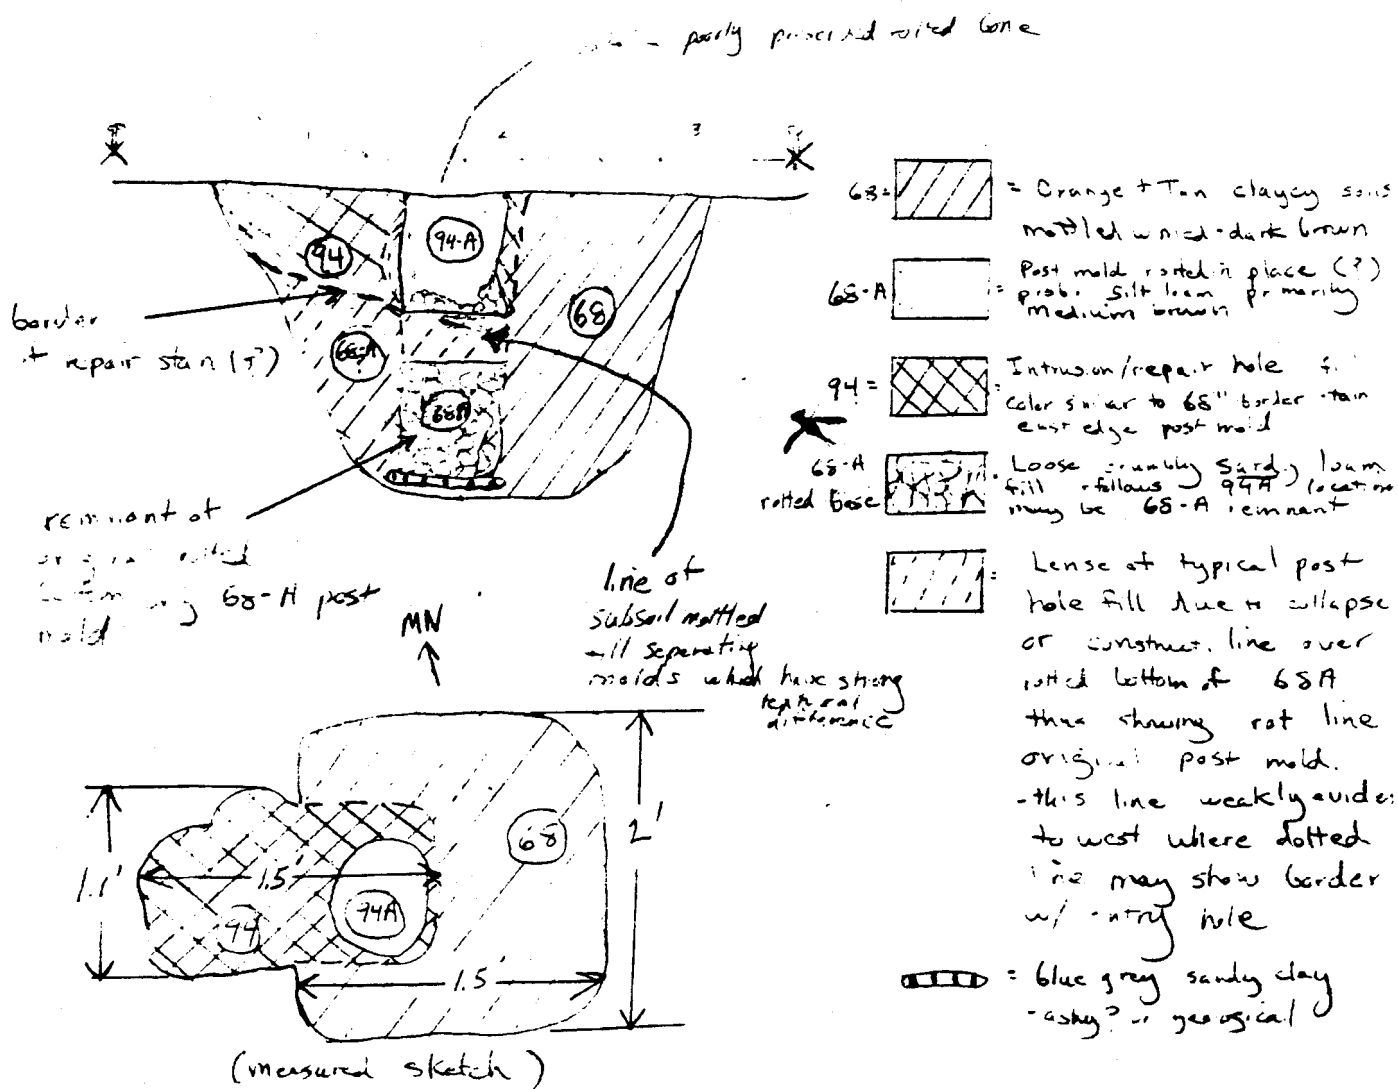 poorly preserved rotted bone
3
94
94-A
68
68-A
68A
border
repair stain (?)
remnant of
68-A post
mold
line of
subsoil mottled
fill separating
molds which have strong
textural
difference
MN
68 = = Orange + Tan clayey soils
mottled w med-dark brown
68-A = Post mold rotted in place (?)
prob. silt loam primarily
medium brown
94 = = Intrusion/repair hole
color similar to 68" border
east edge post mold
68-A
rotted base
Loose crumbly sandy loam
fill follows 94A location
may be 68-A remnant
= Lense of typical post
hole fill due to collapse
or construct. line over
rotted bottom of 68A
thus showing rot line
original post mold.
- this line weakly
to west where dotted
line may show border
w/ entry hole
= blue grey sandy clay
- ashy? or geological
1.1'
1.5'
94
94A
68
2'
1.5'
(measured sketch)